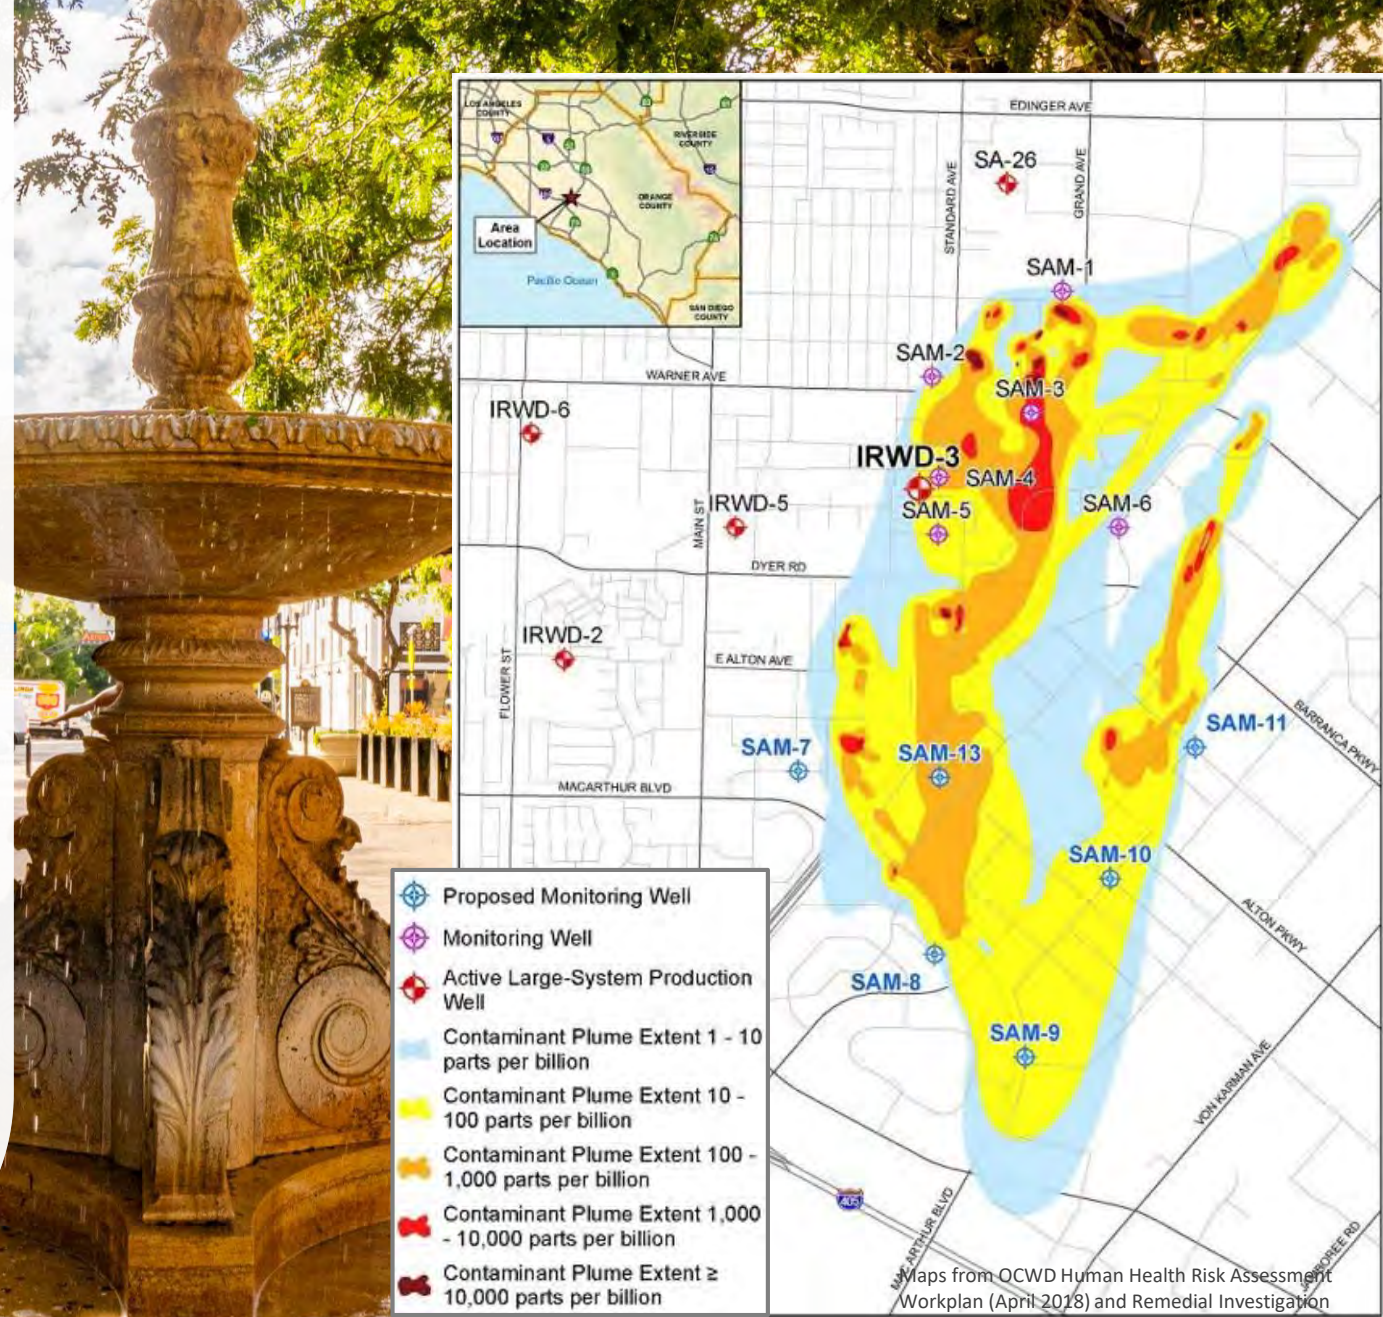 LOS ANGELES
COUNTY
RIVERSIDE
COUNTY
ORANGE
COUNTY
Area
Location
Pacific Ocean
SAN DIEGO
COUNTY
EDINGER AVE
SA-26
STANDARD AVE
GRAND AVE
SAM-1
SAM-2
WARNER AVE
SAM-3
IRWD-6
IRWD-3
SAM-4
IRWD-5
SAM-5
SAM-6
MAIN ST
DYER RD
IRWD-2
E ALTON AVE
FLOWER ST
BARRANCA PKWY
SAM-11
SAM-7
SAM-13
MACARTHUR BLVD
SAM-10
ALTON PKWY
SAM-8
SAM-9
VON KARMAN AVE
405
MACARTHUR BLVD
JAMBOREE RD
Proposed Monitoring Well
Monitoring Well
Active Large-System Production
Well
Contaminant Plume Extent 1 - 10
parts per billion
Contaminant Plume Extent 10 -
100 parts per billion
Contaminant Plume Extent 100 -
1,000 parts per billion
Contaminant Plume Extent 1,000
- 10,000 parts per billion
Contaminant Plume Extent ≥
10,000 parts per billion
Maps from OCWD Human Health Risk Assessment
Workplan (April 2018) and Remedial Investigation